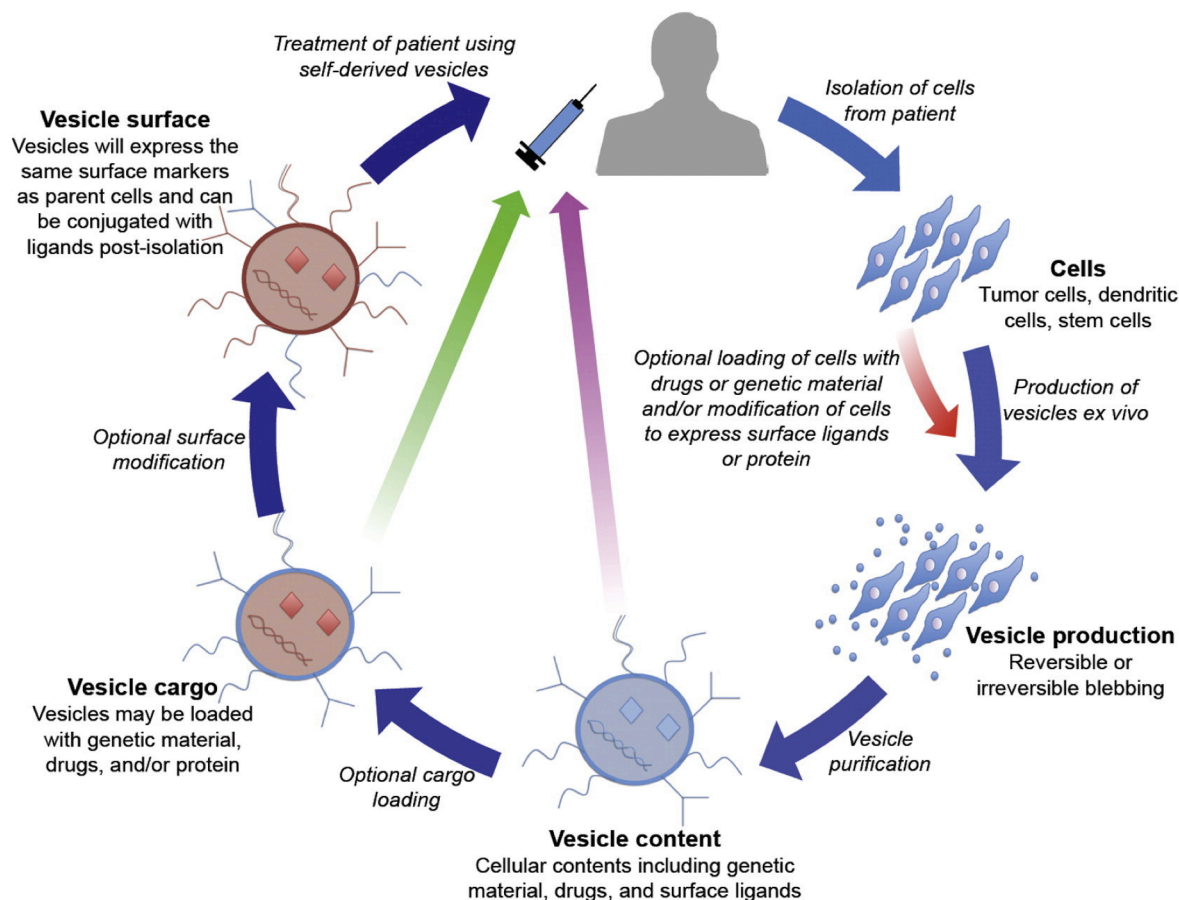 Treatment of patient using
self-derived vesicles
Isolation of cells
from patient
Vesicle surface
Vesicles will express the
same surface markers
as parent cells and can
be conjugated with
ligands post-isolation
Cells
Tumor cells, dendritic
cells, stem cells
Optional loading of cells with
drugs or genetic material
and/or modification of cells
to express surface ligands
or protein
Production of
vesicles ex vivo
Optional surface
modification
Vesicle production
Reversible or
irreversible blebbing
Vesicle cargo
Vesicles may be loaded
with genetic material,
drugs, and/or protein
Optional cargo
loading
Vesicle
purification
Vesicle content
Cellular contents including genetic
material, drugs, and surface ligands